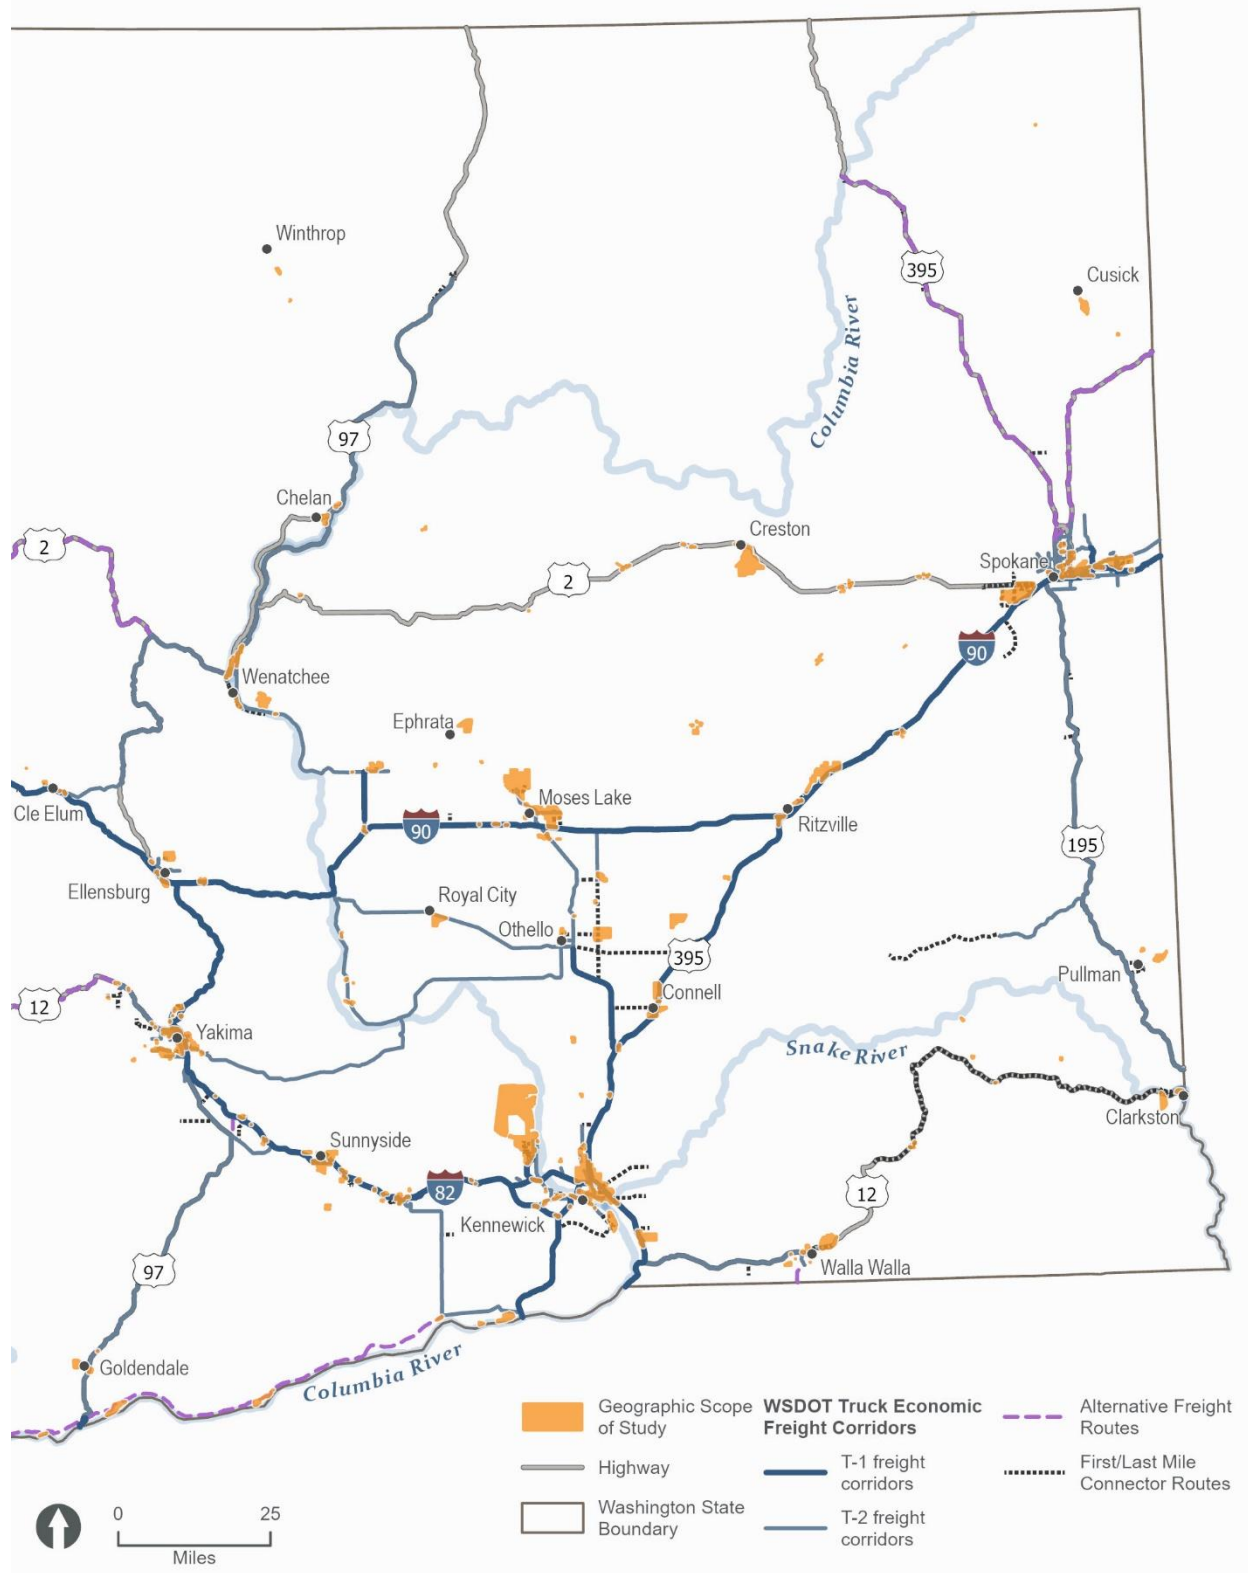 Winthrop
Cusick
395
Columbia River
97
Chelan
Creston
2
2
Spokane
90
Wenatchee
Ephrata
Moses Lake
Cle Elum
90
Ritzville
195
Ellensburg
Royal City
Othello
395
Pullman
Connell
12
Yakima
Snake River
Clarkston
Sunnyside
82
12
Kennewick
Walla Walla
97
Goldendale
Columbia River
Geographic Scope
of Study
Highway
Washington State
Boundary
WSDOT Truck Economic
Freight Corridors
T-1 freight
corridors
T-2 freight
corridors
Alternative Freight
Routes
First/Last Mile
Connector Routes
0 25
Miles